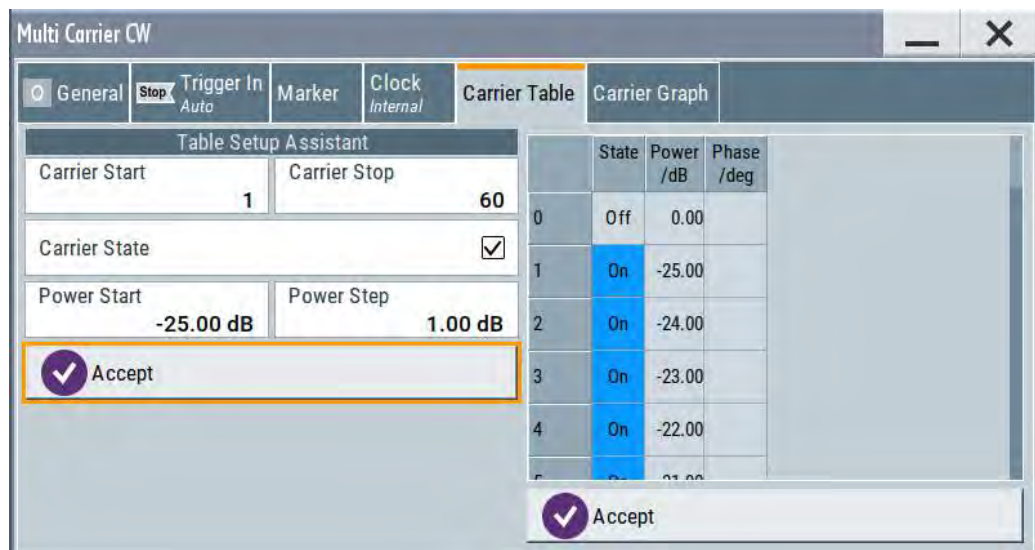 Multi Carrier CW
O General Stop Trigger In Auto Marker Clock Internal Carrier Table Carrier Graph
Table Setup Assistant
Carrier Start
1
Carrier Stop
60
Carrier State
Power Start
-25.00 dB
Power Step
1.00 dB
Accept
State Power /dB Phase /deg
0 Off 0.00
1 On -25.00
2 On -24.00
3 On -23.00
4 On -22.00
Accept